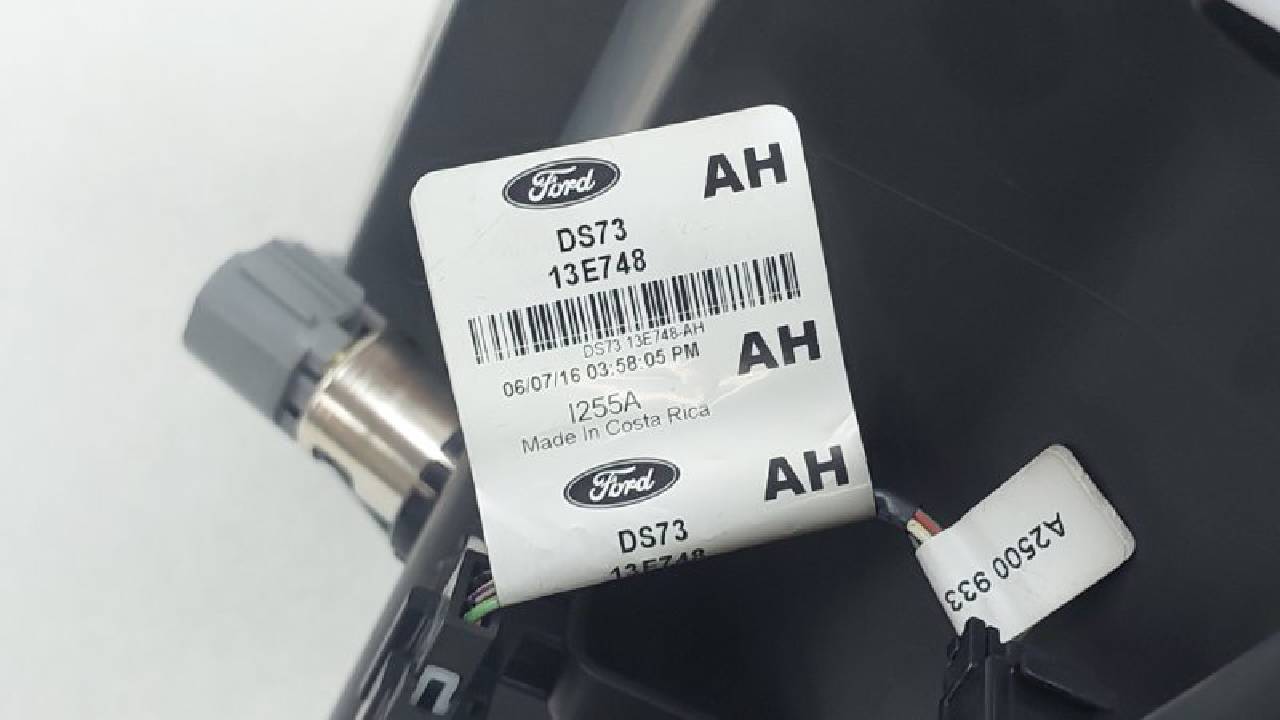 Ford AH
DS73
13E748
DS73 13E748-AH
06/07/16 03:58:05 PM AH
I255A
Made In Costa Rica
Ford AH
DS73
13E748
A2500 933